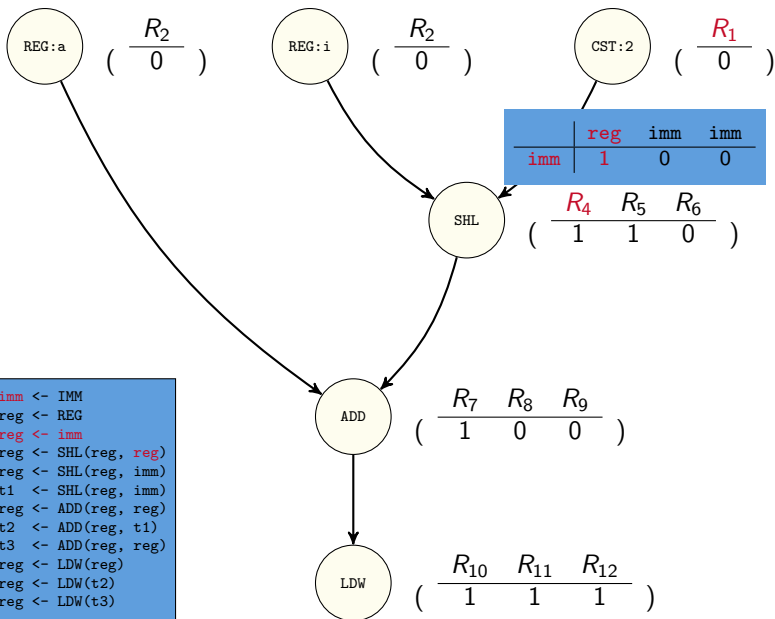 REG:a ( R2 0 ) REG:i ( R2 0 ) CST:2 ( R1 0 )
reg imm imm
imm 1 0 0
SHL ( R4 R5 R6
1 1 0 )
imm <- IMM
reg <- REG
reg <- imm
reg <- SHL(reg, reg)
reg <- SHL(reg, imm)
t1 <- SHL(reg, imm)
reg <- ADD(reg, reg)
t2 <- ADD(reg, t1)
t3 <- ADD(reg, reg)
reg <- LDW(reg)
reg <- LDW(t2)
reg <- LDW(t3)
ADD ( R7 R8 R9
1 0 0 )
LDW ( R10 R11 R12
1 1 1 )